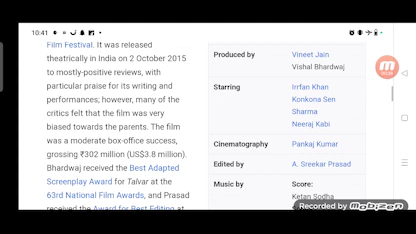 10:41
Film Festival. It was released
theatrically in India on 2 October 2015
to mostly-positive reviews, with
particular praise for its writing and
performances; however, many of the
critics felt that the film was very
biased towards the parents. The film
was a moderate box-office success,
grossing ₹302 million (US$3.8 million).
Bhardwaj received the Best Adapted
Screenplay Award for Talvar at the
63rd National Film Awards, and Prasad
received the Award for Best Editing at
Produced by Vineet Jain
Vishal Bhardwaj
Starring Irrfan Khan
Konkona Sen
Sharma
Neeraj Kabi
Cinematography Pankaj Kumar
Edited by A. Sreekar Prasad
Music by Score:
Ketan Sodha
Recorded by
mobizen